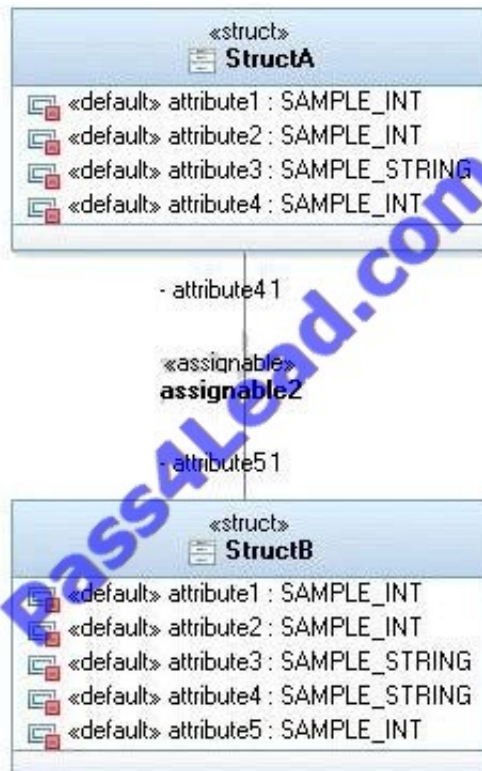 «struct»
StructA
«default» attribute1 : SAMPLE_INT
«default» attribute2 : SAMPLE_INT
«default» attribute3 : SAMPLE_STRING
«default» attribute4 : SAMPLE_INT
- attribute4 1
«assignable»
assignable2
- attribute5 1
«struct»
StructB
«default» attribute1 : SAMPLE_INT
«default» attribute2 : SAMPLE_INT
«default» attribute3 : SAMPLE_STRING
«default» attribute4 : SAMPLE_STRING
«default» attribute5 : SAMPLE_INT
Pass4Lead.com